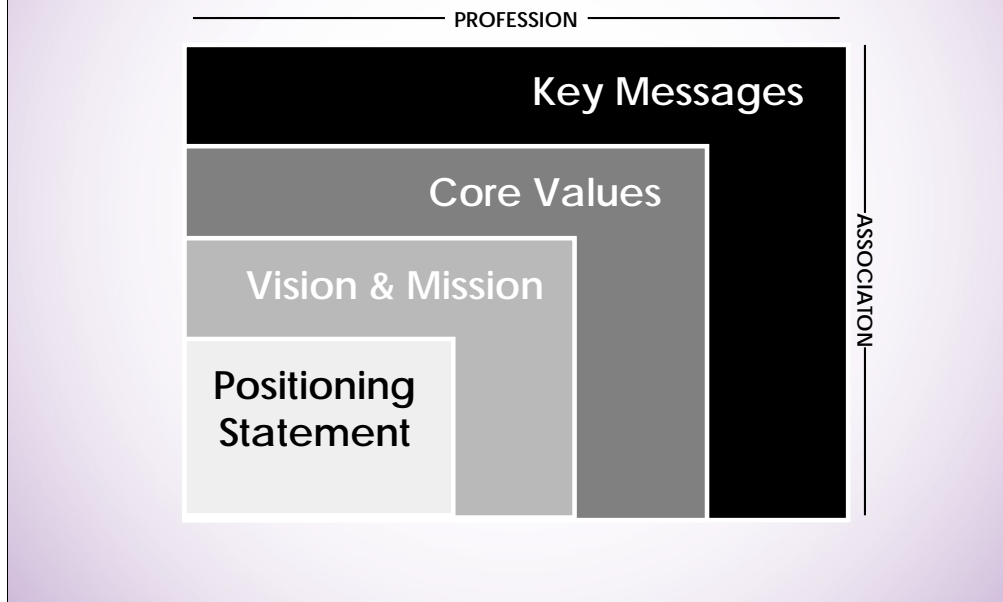 PROFESSION
Key Messages
Core Values
ASSOCIATON
Vision & Mission
Positioning
Statement